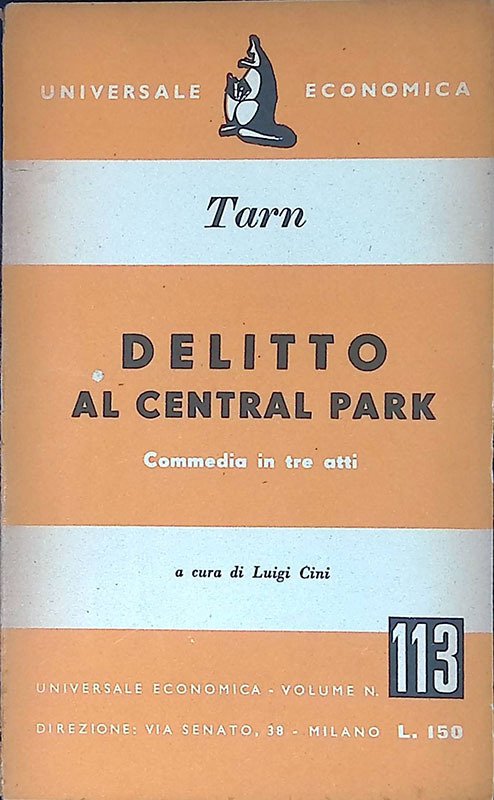 UNIVERSALE ECONOMICA
Tarn
DELITTO
AL CENTRAL PARK
Commedia in tre atti
a cura di Luigi Cini
113
UNIVERSALE ECONOMICA - VOLUME N.
DIREZIONE: VIA SENATO, 38 - MILANO L. 150